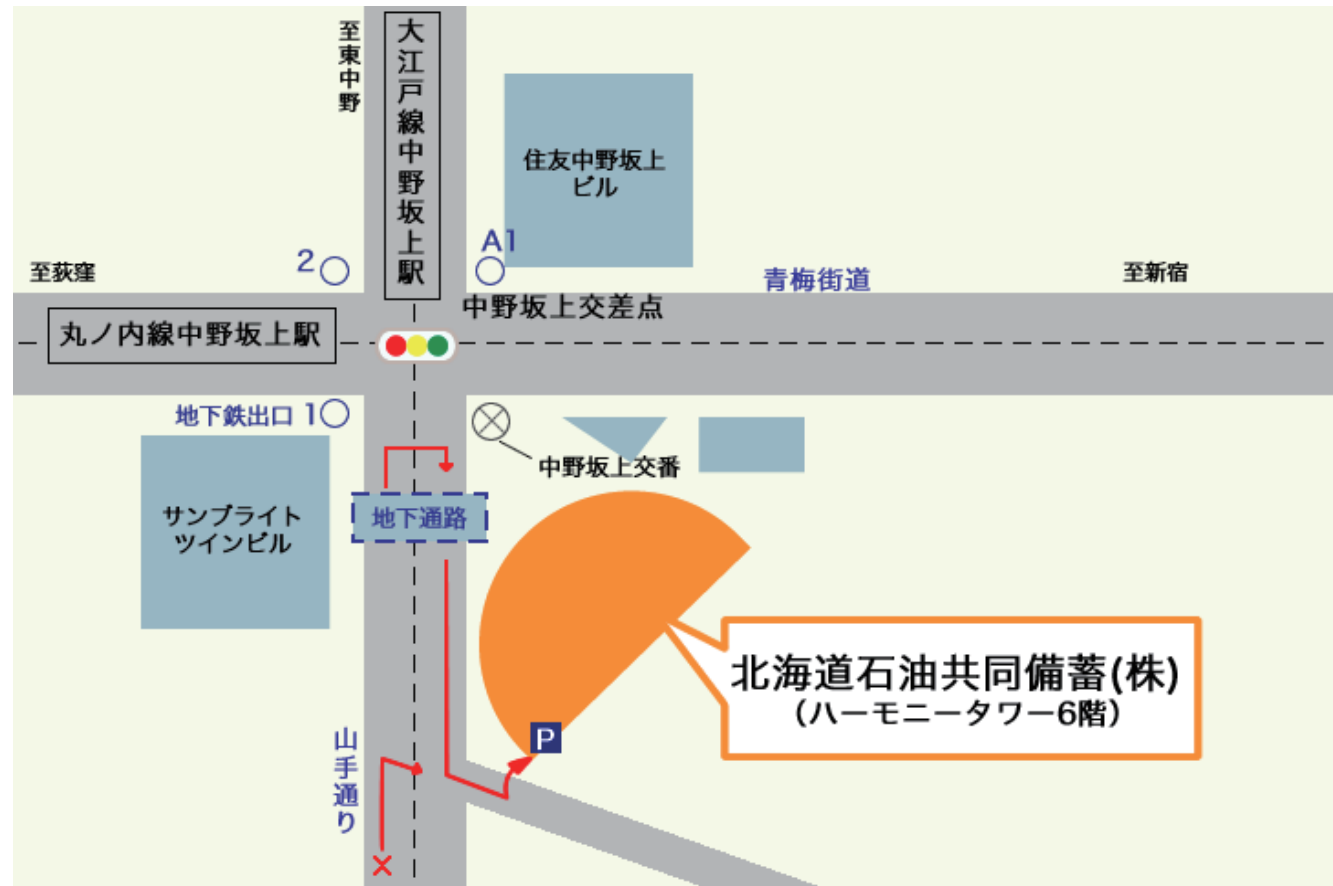 至東中野
大江戸線中野坂上駅
住友中野坂上
ビル
至荻窪
2
A1
青梅街道
至新宿
中野坂上交差点
丸ノ内線中野坂上駅
地下鉄出口 1
中野坂上交番
サンブライト
ツインビル
地下通路
北海道石油共同備蓄(株)
（ハーモニータワー6階）
P
山手通り